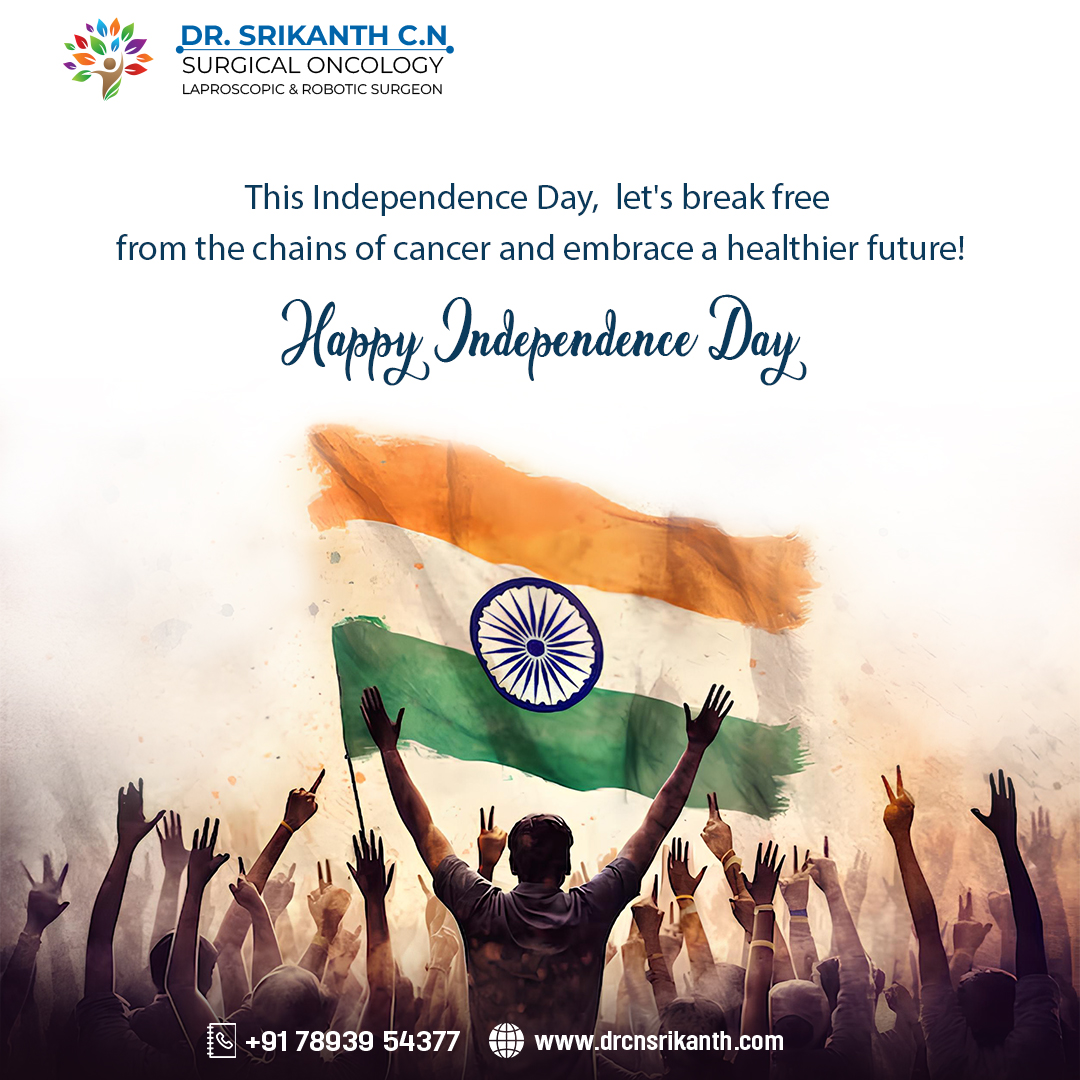 DR. SRIKANTH C.N
SURGICAL ONCOLOGY
LAPROSCOPIC & ROBOTIC SURGEON
This Independence Day, let's break free
from the chains of cancer and embrace a healthier future!
Happy Independence Day
+91 78939 54377 www.drcnsrikanth.com